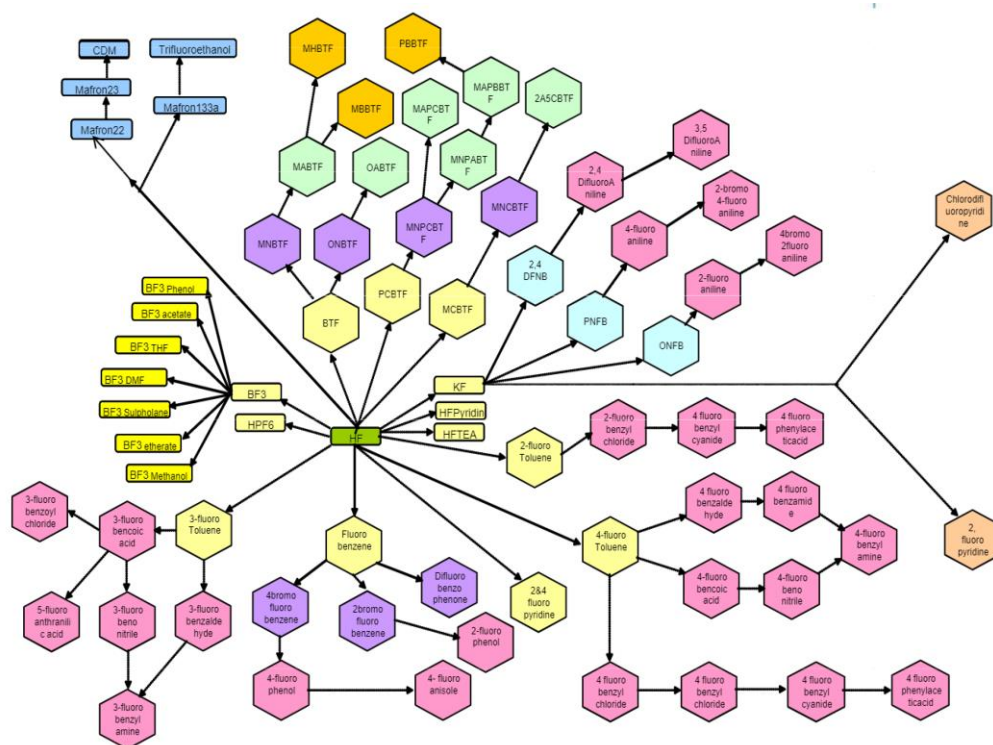 CDM
Trifluoroethanol
Mafron23
Mafron133a
Mafron22
MHBTF
PBBTF
MBBTF
MAPCBT
F
MAPBBT
F
2A5CBTF
MABTF
OABTF
MNPABT
F
MNBTF
ONBTF
MNPCBT
F
MNCBTF
BTF
PCBTF
MCBTF
2,4
DifluoroA
niline
3,5
DifluoroA
niline
4-fluoro
aniline
2-bromo
4-fluoro
aniline
2,4
DFNB
PNFB
ONFB
2-fluoro
aniline
4bromo
2fluoro
aniline
Chlorodifl
uoropyridi
ne
BF3 Phenol
BF3 acetate
BF3 THF
BF3 DMF
BF3 Sulpholane
BF3 etherate
BF3 Methanol
BF3
HPF6
HF
KF
HFPyridin
HFTEA
2-fluoro
Toluene
2-fluoro
benzyl
chloride
4 fluoro
benzyl
cyanide
4 fluoro
phenylace
ticacid
3-fluoro
benzoyl
chloride
3-fluoro
bencoic
acid
3-fluoro
Toluene
5-fluoro
anthranili
c acid
3-fluoro
beno
nitrile
3-fluoro
benzalde
hyde
3-fluoro
benzyl
amine
Fluoro
benzene
4bromo
fluoro
benzene
2bromo
fluoro
benzene
Difluoro
benzo
phenone
2-fluoro
phenol
4-fluoro
phenol
4- fluoro
anisole
2&4
fluoro
pyridine
4-fluoro
Toluene
4 fluoro
benzalde
hyde
4 fluoro
benzamid
e
4-fluoro
benzyl
amine
4-fluoro
bencoic
acid
4-fluoro
beno
nitrile
2,
fluoro
pyridine
4 fluoro
benzyl
chloride
4 fluoro
benzyl
chloride
4 fluoro
benzyl
cyanide
4 fluoro
phenylace
ticacid